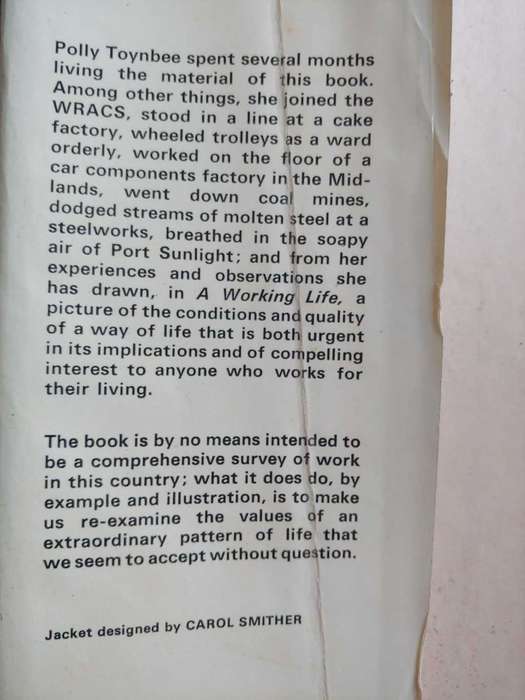 Polly Toynbee spent several months
living the material of this book.
Among other things, she joined the
WRACS, stood in a line at a cake
factory, wheeled trolleys as a ward
orderly, worked on the floor of a
car components factory in the Mid-
lands, went down coal mines,
dodged streams of molten steel at a
steelworks, breathed in the soapy
air of Port Sunlight; and from her
experiences and observations she
has drawn, in A Working Life, a
picture of the conditions and quality
of a way of life that is both urgent
in its implications and of compelling
interest to anyone who works for
their living.
The book is by no means intended to
be a comprehensive survey of work
in this country; what it does do, by
example and illustration, is to make
us re-examine the values of an
extraordinary pattern of life that
we seem to accept without question.
Jacket designed by CAROL SMITHER